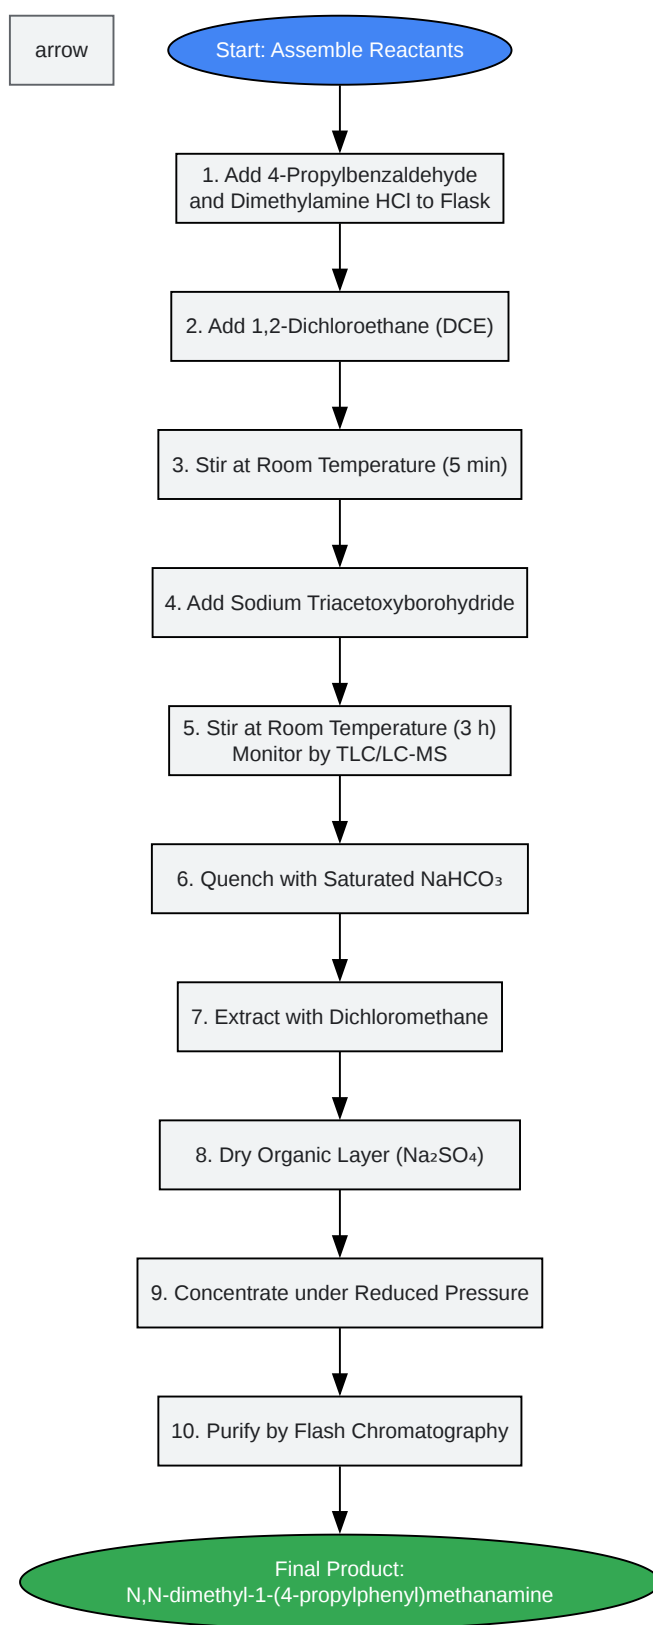 arrow
Start: Assemble Reactants
1. Add 4-Propylbenzaldehyde
and Dimethylamine HCl to Flask
2. Add 1,2-Dichloroethane (DCE)
3. Stir at Room Temperature (5 min)
4. Add Sodium Triacetoxyborohydride
5. Stir at Room Temperature (3 h)
Monitor by TLC/LC-MS
6. Quench with Saturated NaHCO₃
7. Extract with Dichloromethane
8. Dry Organic Layer (Na₂SO₄)
9. Concentrate under Reduced Pressure
10. Purify by Flash Chromatography
Final Product:
N,N-dimethyl-1-(4-propylphenyl)methanamine